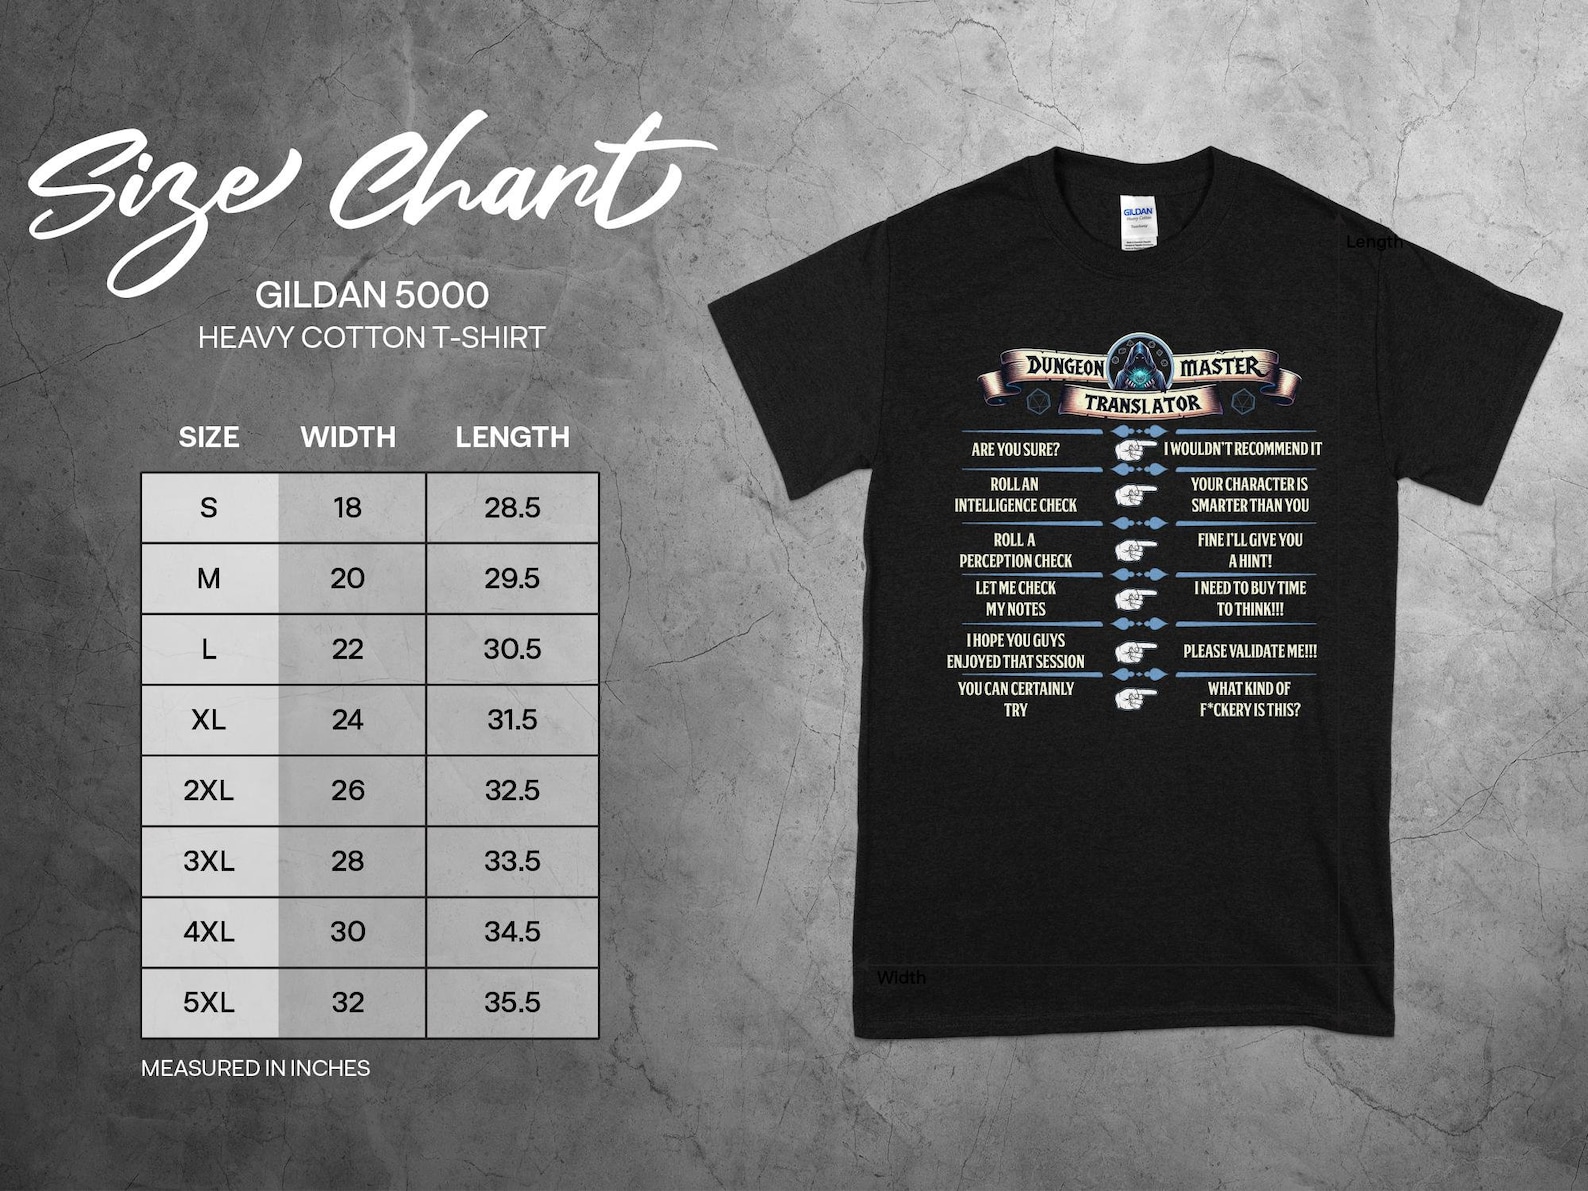 Size Chart
GILDAN 5000
HEAVY COTTON T-SHIRT
SIZE WIDTH LENGTH
S 18 28.5
M 20 29.5
L 22 30.5
XL 24 31.5
2XL 26 32.5
3XL 28 33.5
4XL 30 34.5
5XL 32 35.5
MEASURED IN INCHES
GILDAN
Heavy Cotton
Length
DUNGEON MASTER
TRANSLATOR
ARE YOU SURE? I WOULDN'T RECOMMEND IT
ROLL AN
INTELLIGENCE CHECK
YOUR CHARACTER IS
SMARTER THAN YOU
ROLL A
PERCEPTION CHECK
FINE I'LL GIVE YOU
A HINT!
LET ME CHECK
MY NOTES
I NEED TO BUY TIME
TO THINK!!!
I HOPE YOU GUYS
ENJOYED THAT SESSION
PLEASE VALIDATE ME!!!
YOU CAN CERTAINLY
TRY
WHAT KIND OF
F*CKERY IS THIS?
Width